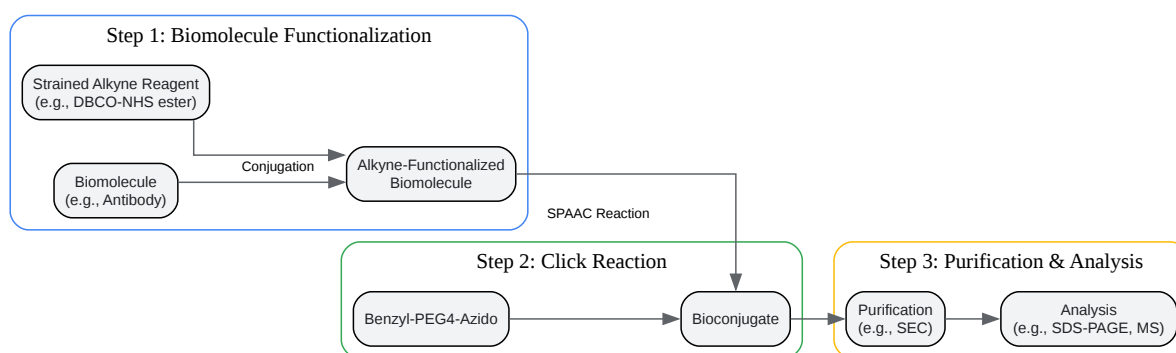 Step 1: Biomolecule Functionalization
Strained Alkyne Reagent
(e.g., DBCO-NHS ester)
Conjugation
Biomolecule
(e.g., Antibody)
Alkyne-Functionalized
Biomolecule
SPAAC Reaction
Step 2: Click Reaction
Benzyl-PEG4-Azido
Bioconjugate
Step 3: Purification & Analysis
Purification
(e.g., SEC)
Analysis
(e.g., SDS-PAGE, MS)